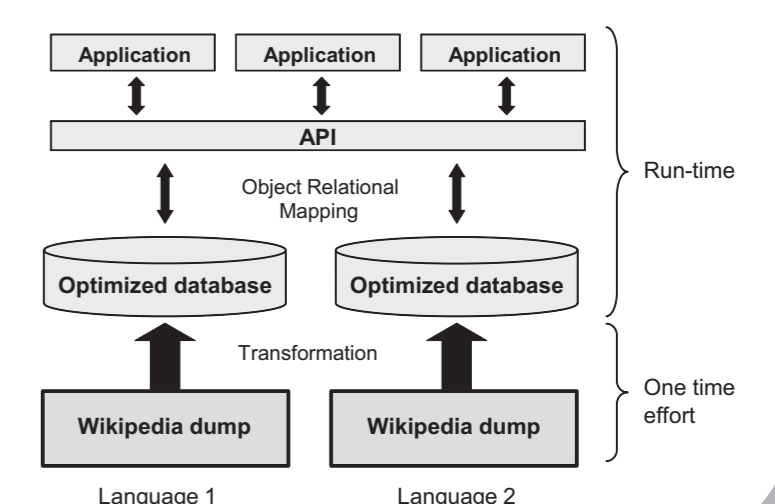 Application Application Application
API
Object Relational
Mapping
Optimized database Optimized database
Transformation
Wikipedia dump Wikipedia dump
Language 1 Language 2
Run-time
One time
effort